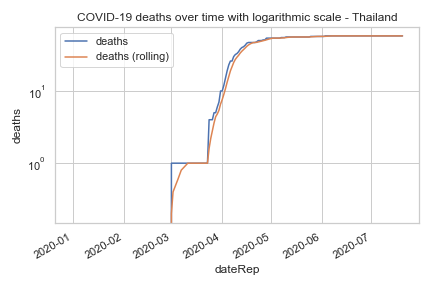 COVID-19 deaths over time with logarithmic scale - Thailand
deaths
deaths (rolling)
deaths
10¹
10⁰
2020-01
2020-02
2020-03
2020-04
2020-05
2020-06
2020-07
dateRep